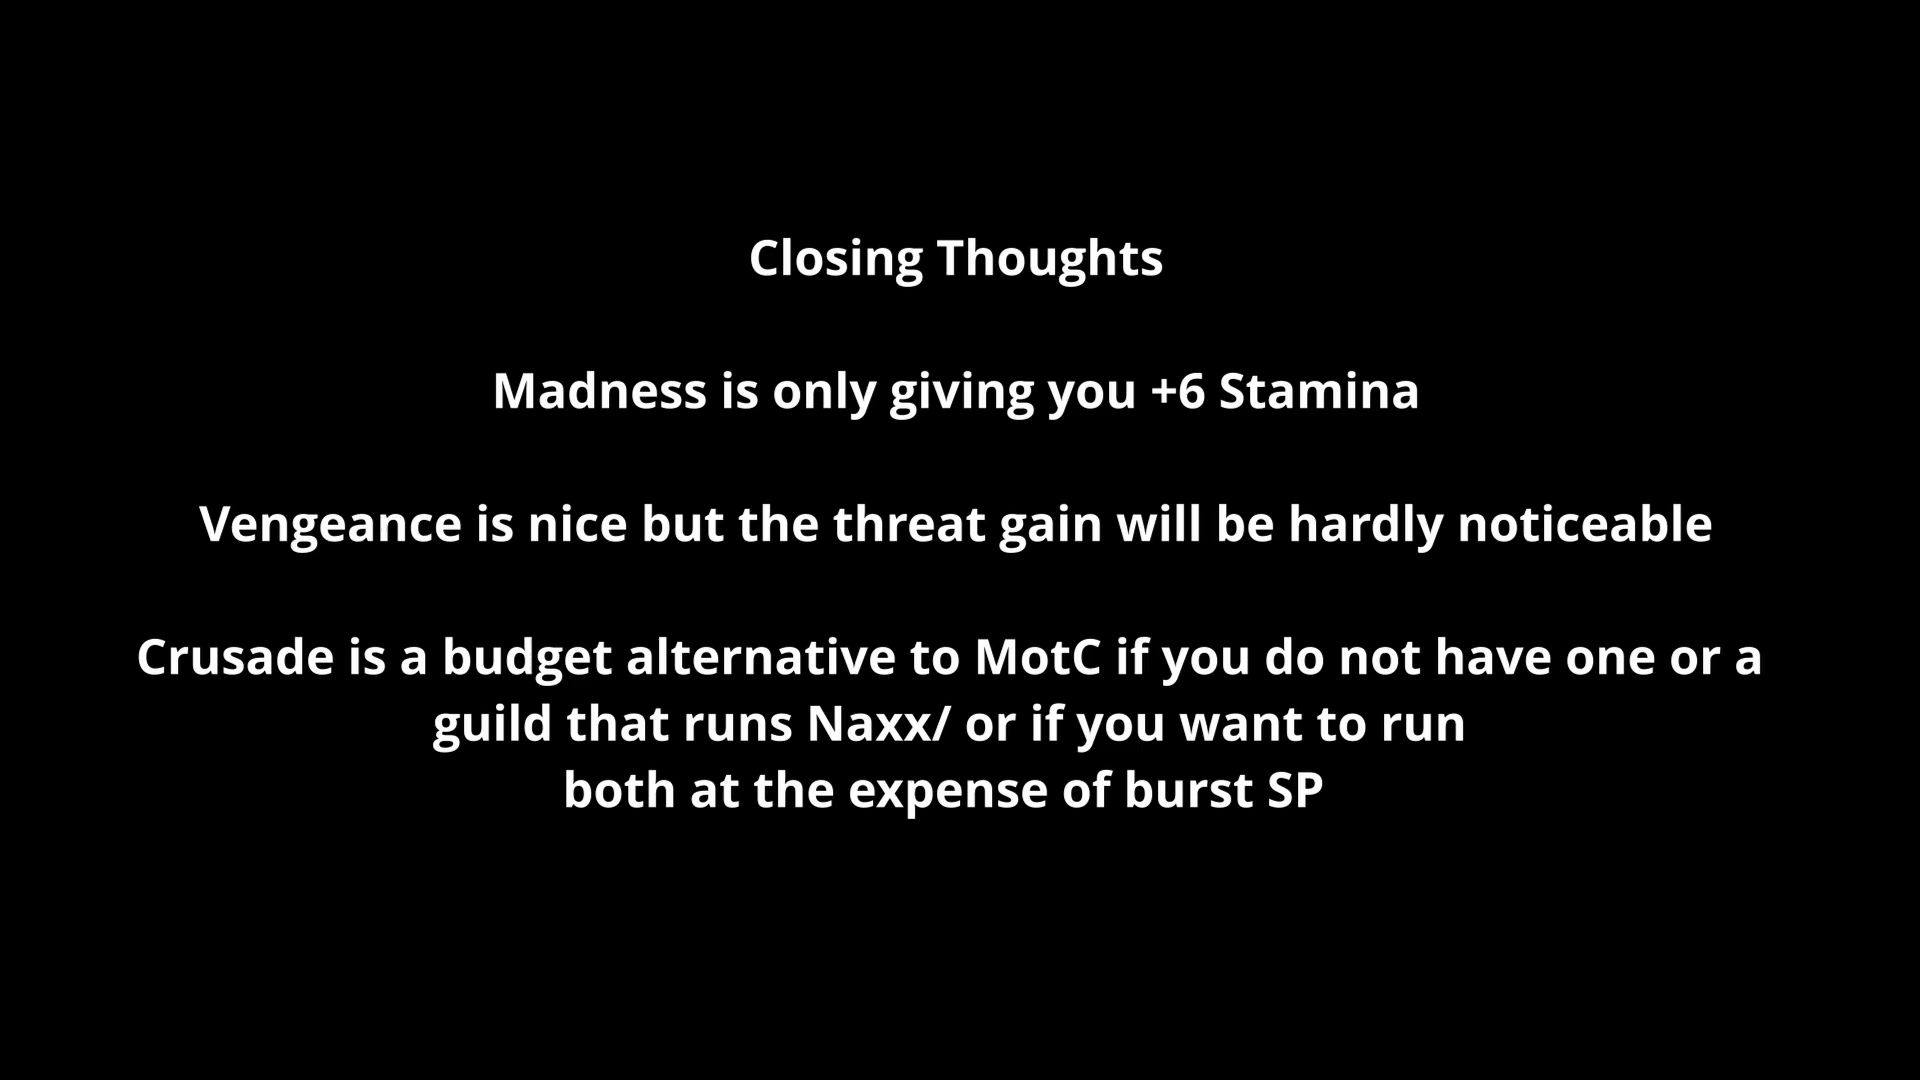 Closing Thoughts
Madness is only giving you +6 Stamina
Vengeance is nice but the threat gain will be hardly noticeable
Crusade is a budget alternative to MotC if you do not have one or a
guild that runs Naxx/ or if you want to run
both at the expense of burst SP